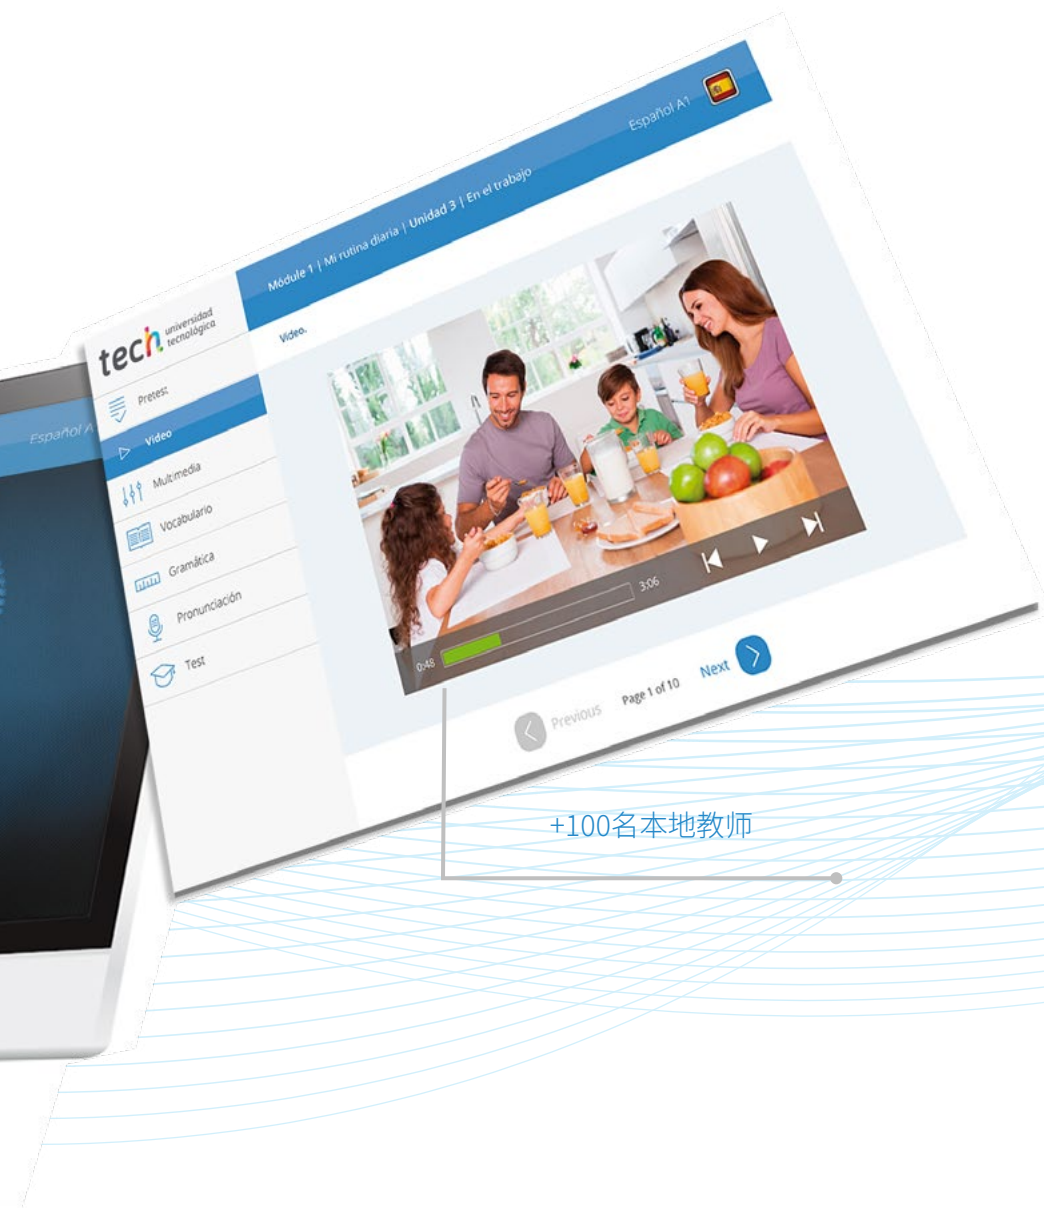 Español A1
Módule 1 | Mi rutina diaria | Unidad 3 | En el trabajo
tech universidad
tecnológica
Video.
Pretest
Video
Multimedia
Vocabulario
Gramática
Pronunciación
Test
Español A
0:48
3:06
Previous
Page 1 of 10
Next
+100名本地教师